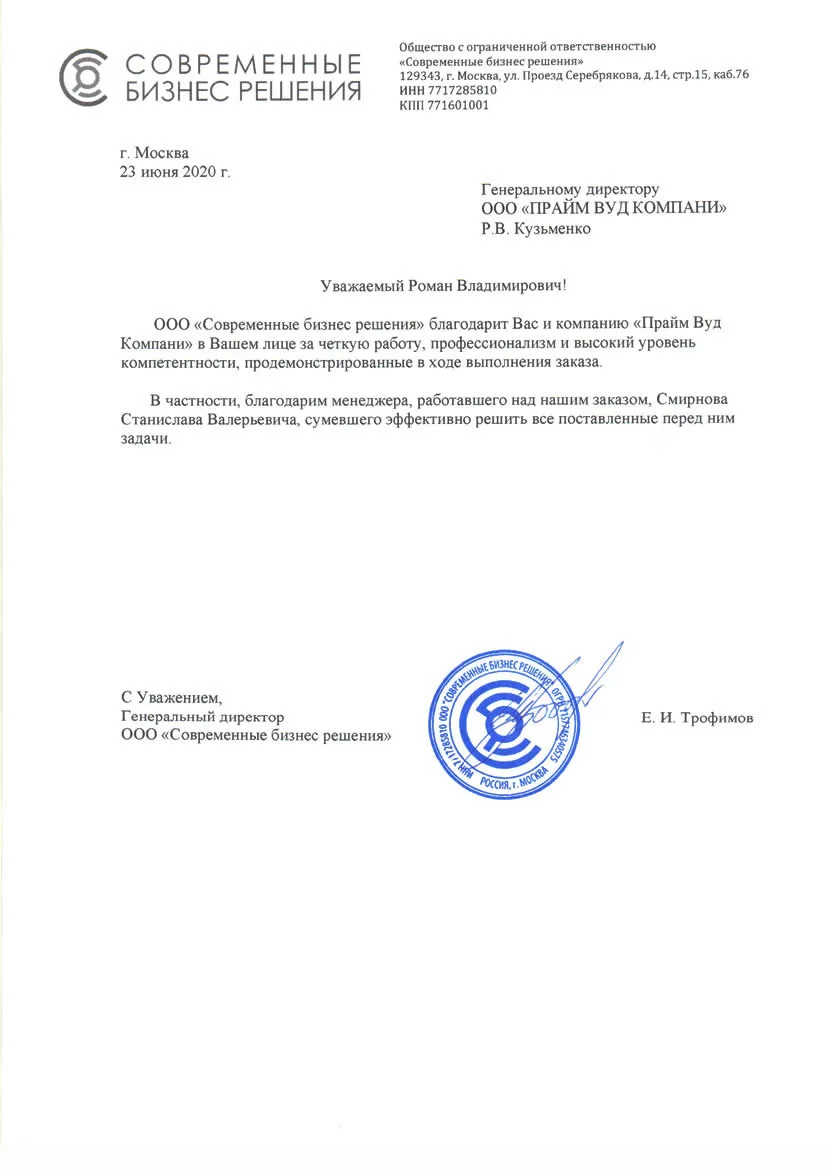 СОВРЕМЕННЫЕ
БИЗНЕС РЕШЕНИЯ
Общество с ограниченной ответственностью
«Современные бизнес решения»
129343, г. Москва, ул. Проезд Серебрякова, д.14, стр.15, каб.76
ИНН 7717285810
КПП 771601001
г. Москва
23 июня 2020 г.
Генеральному директору
ООО «ПРАЙМ ВУД КОМПАНИ»
Р.В. Кузьменко
Уважаемый Роман Владимирович!
ООО «Современные бизнес решения» благодарит Вас и компанию «Прайм Вуд
Компани» в Вашем лице за четкую работу, профессионализм и высокий уровень
компетентности, продемонстрированные в ходе выполнения заказа.
В частности, благодарим менеджера, работавшего над нашим заказом, Смирнова
Станислава Валерьевича, сумевшего эффективно решить все поставленные перед ним
задачи.
С Уважением,
Генеральный директор
ООО «Современные бизнес решения»
ИНН 7717285810 ООО "СОВРЕМЕННЫЕ БИЗНЕС РЕШЕНИЯ" ОГРН
РОССИЯ, г. МОСКВА
Е. И. Трофимов